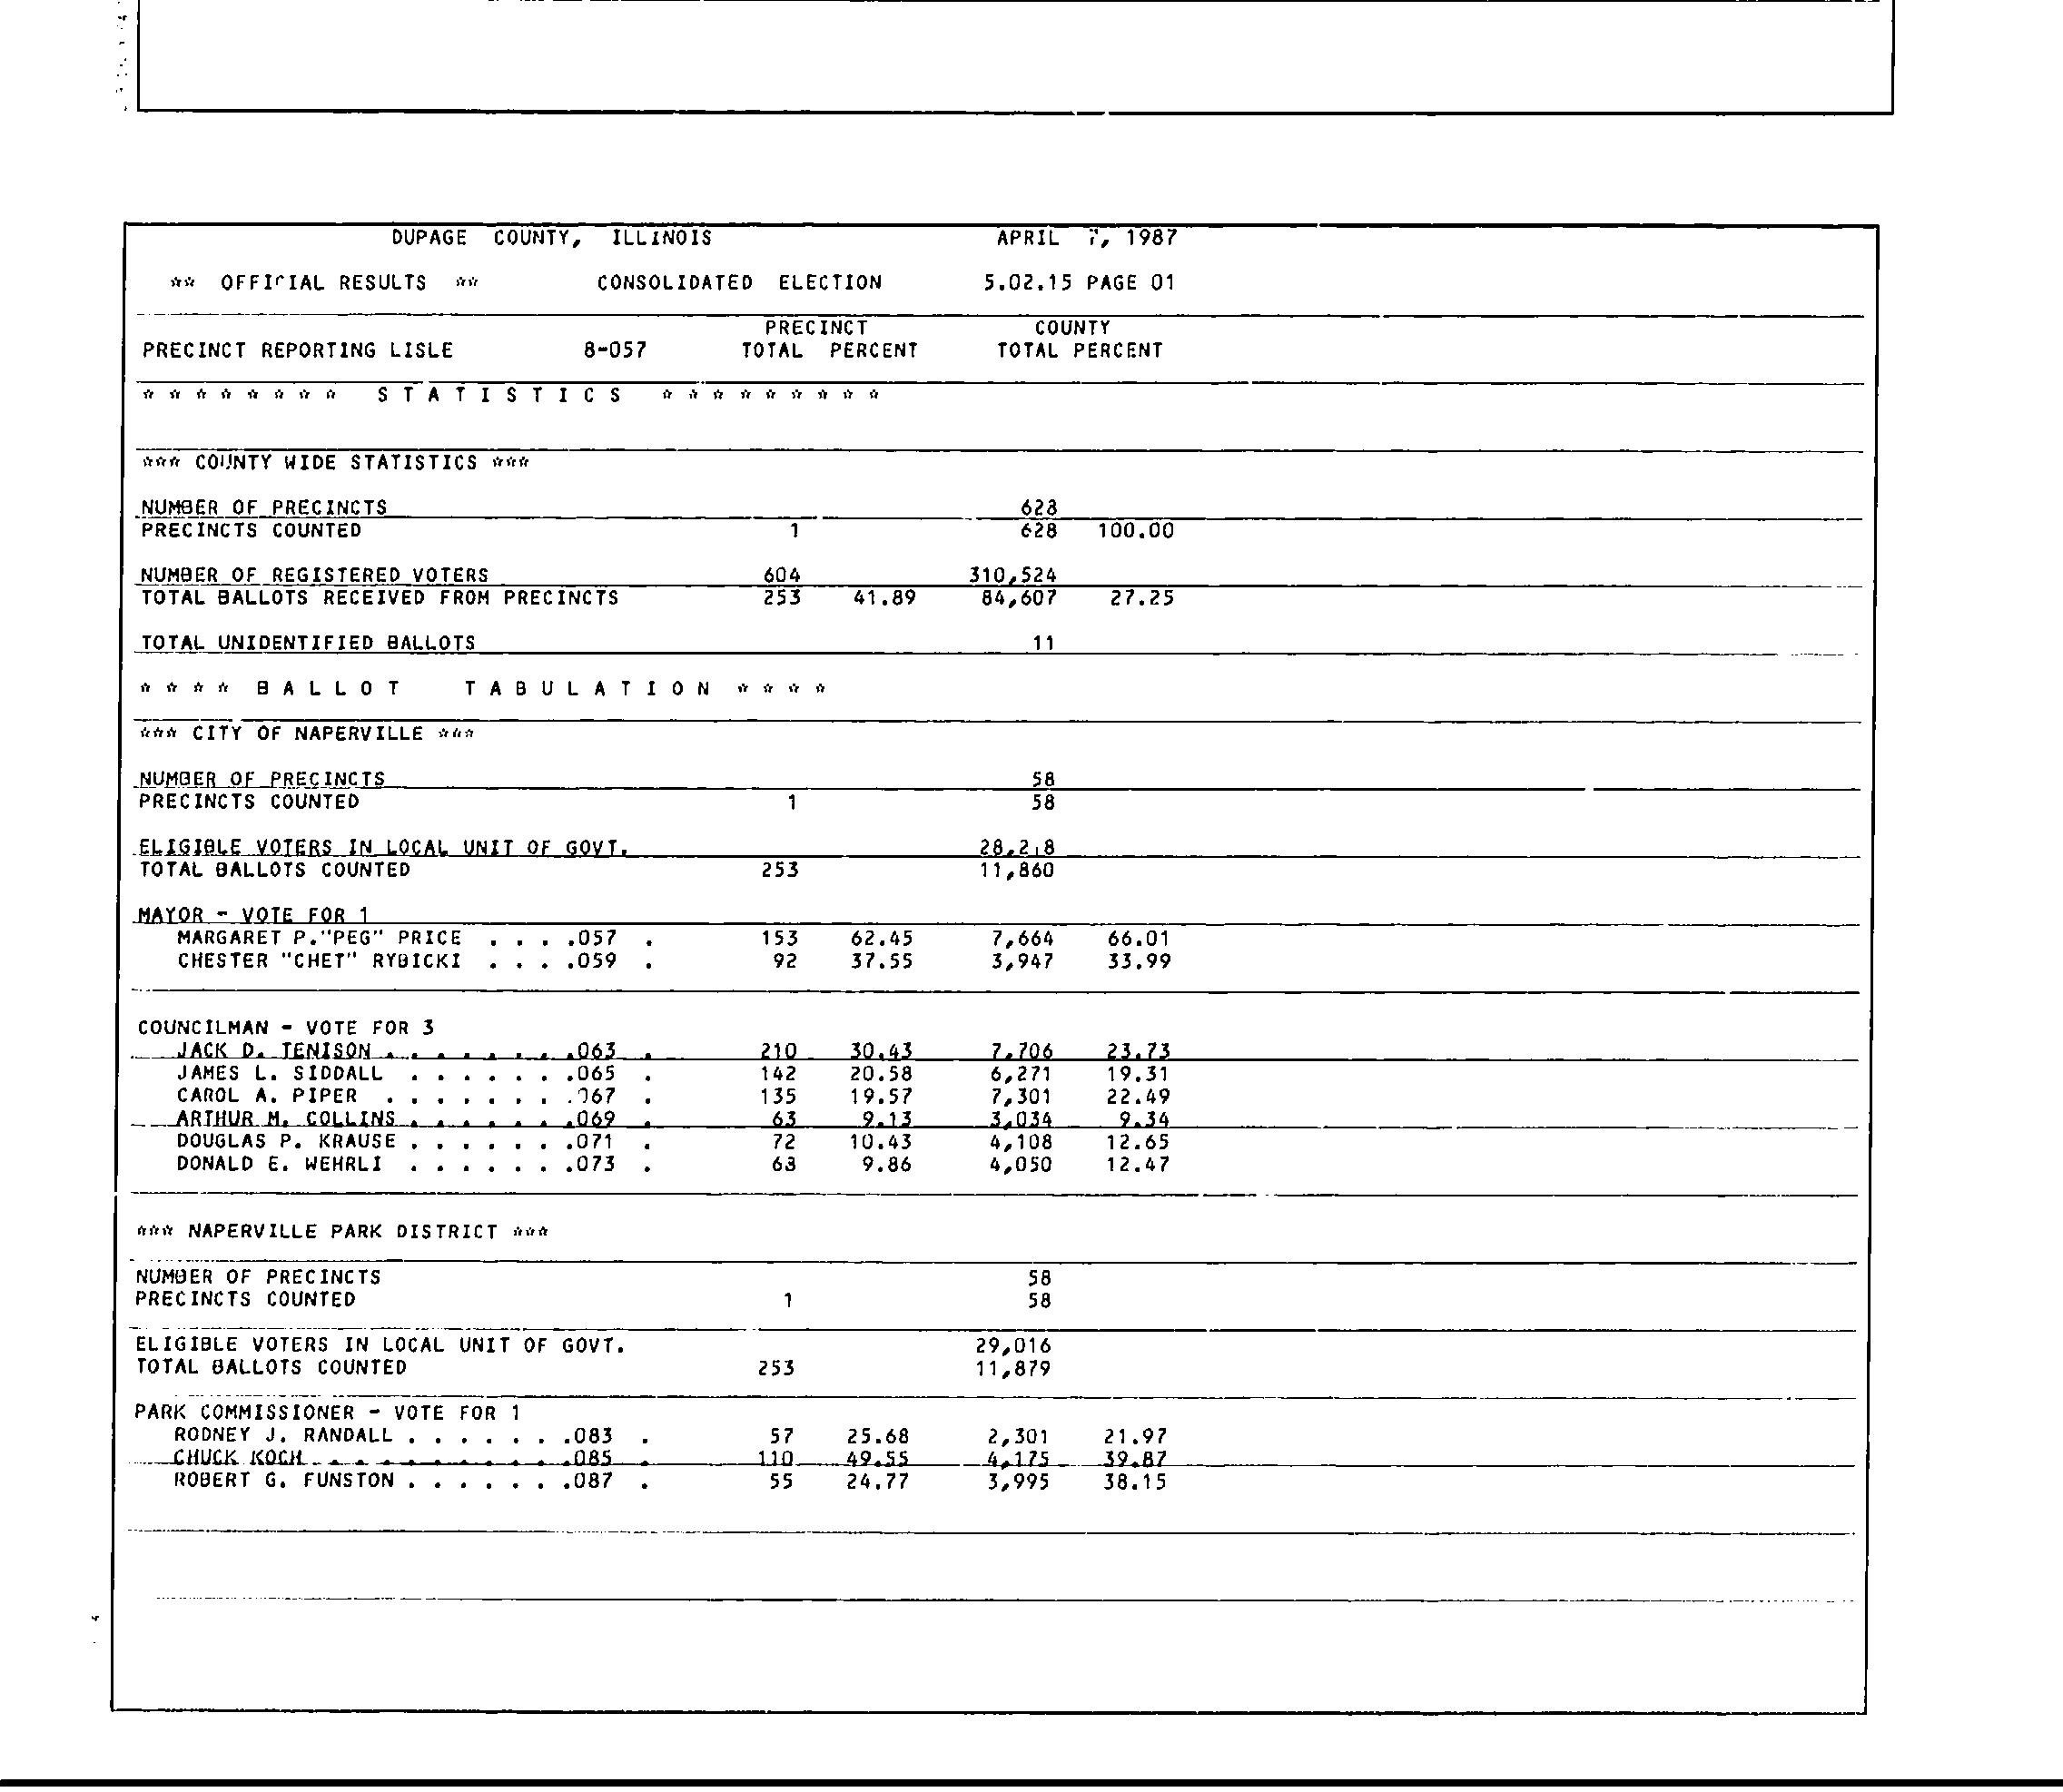 DUPAGE COUNTY, ILLINOIS APRIL 7, 1987
** OFFICIAL RESULTS ** CONSOLIDATED ELECTION 5.02.15 PAGE 01
PRECINCT COUNTY
PRECINCT REPORTING LISLE 8-057 TOTAL PERCENT TOTAL PERCENT
* * * * * * * * S T A T I S T I C S * * * * * * * * *
*** COUNTY WIDE STATISTICS ***
NUMBER OF PRECINCTS 628
PRECINCTS COUNTED 1 628 100.00
NUMBER OF REGISTERED VOTERS 604 310,524
TOTAL BALLOTS RECEIVED FROM PRECINCTS 253 41.89 84,607 27.25
TOTAL UNIDENTIFIED BALLOTS 11
* * * * B A L L O T T A B U L A T I O N * * * *
*** CITY OF NAPERVILLE ***
NUMBER OF PRECINCTS 58
PRECINCTS COUNTED 1 58
ELIGIBLE VOTERS IN LOCAL UNIT OF GOVT.
TOTAL BALLOTS COUNTED 253 11,860
MAYOR - VOTE FOR 1
MARGARET P."PEG" PRICE . . . .057 . 153 62.45 7,664 66.01
CHESTER "CHET" RYBICKI . . . .059 . 92 37.55 3,947 33.99
COUNCILMAN - VOTE FOR 3
JACK D. TENISON . . . . . . . .063 . 210 30.43 7,706 23.73
JAMES L. SIDDALL . . . . . . .065 . 142 20.58 6,271 19.31
CAROL A. PIPER . . . . . . . .067 . 135 19.57 7,301 22.49
ARTHUR M. COLLINS . . . . . . .069 . 63 9.13 3,034 9.34
DOUGLAS P. KRAUSE . . . . . . .071 . 72 10.43 4,108 12.65
DONALD E. WEHRLI . . . . . . .073 . 68 9.86 4,050 12.47
*** NAPERVILLE PARK DISTRICT ***
NUMBER OF PRECINCTS 58
PRECINCTS COUNTED 1 58
ELIGIBLE VOTERS IN LOCAL UNIT OF GOVT. 29,016
TOTAL BALLOTS COUNTED 253 11,879
PARK COMMISSIONER - VOTE FOR 1
RODNEY J. RANDALL . . . . . . .083 . 57 25.68 2,301 21.97
CHUCK KOCH . . . . . . . . . .085 . 110 49.55 4,175 39.87
ROBERT G. FUNSTON . . . . . . .087 . 55 24.77 3,995 38.15